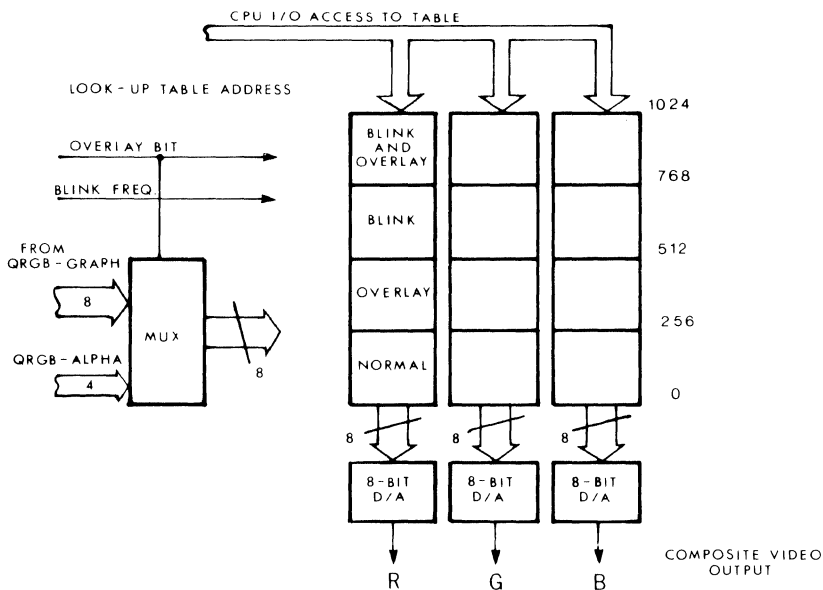 CPU I/O ACCESS TO TABLE
LOOK-UP TABLE ADDRESS
1024
OVERLAY BIT
BLINK
AND
OVERLAY
768
BLINK FREQ.
BLINK
512
FROM
QRGB-GRAPH
8
OVERLAY
256
MUX
8
QRGB-ALPHA
4
NORMAL
0
8
8
8
8-BIT
D/A
8-BIT
D/A
8-BIT
D/A
R
G
B
COMPOSITE VIDEO
OUTPUT